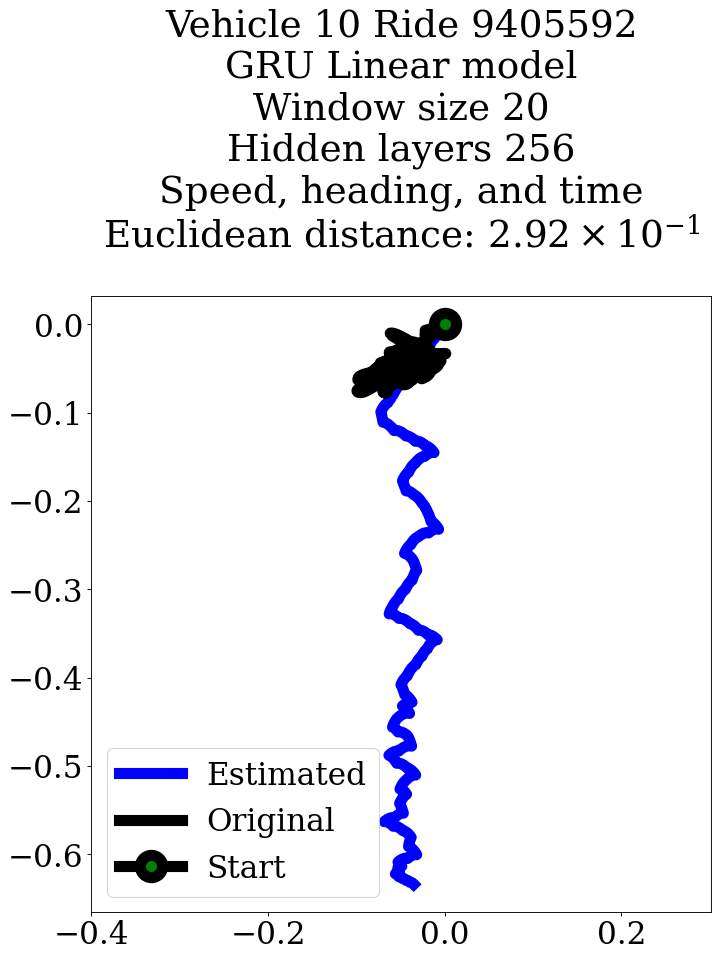 Vehicle 10 Ride 9405592
GRU Linear model
Window size 20
Hidden layers 256
Speed, heading, and time
Euclidean distance: 2.92 × 10⁻¹
0.0
−0.1
−0.2
−0.3
−0.4
−0.5
−0.6
Estimated
Original
Start
−0.4 −0.2 0.0 0.2